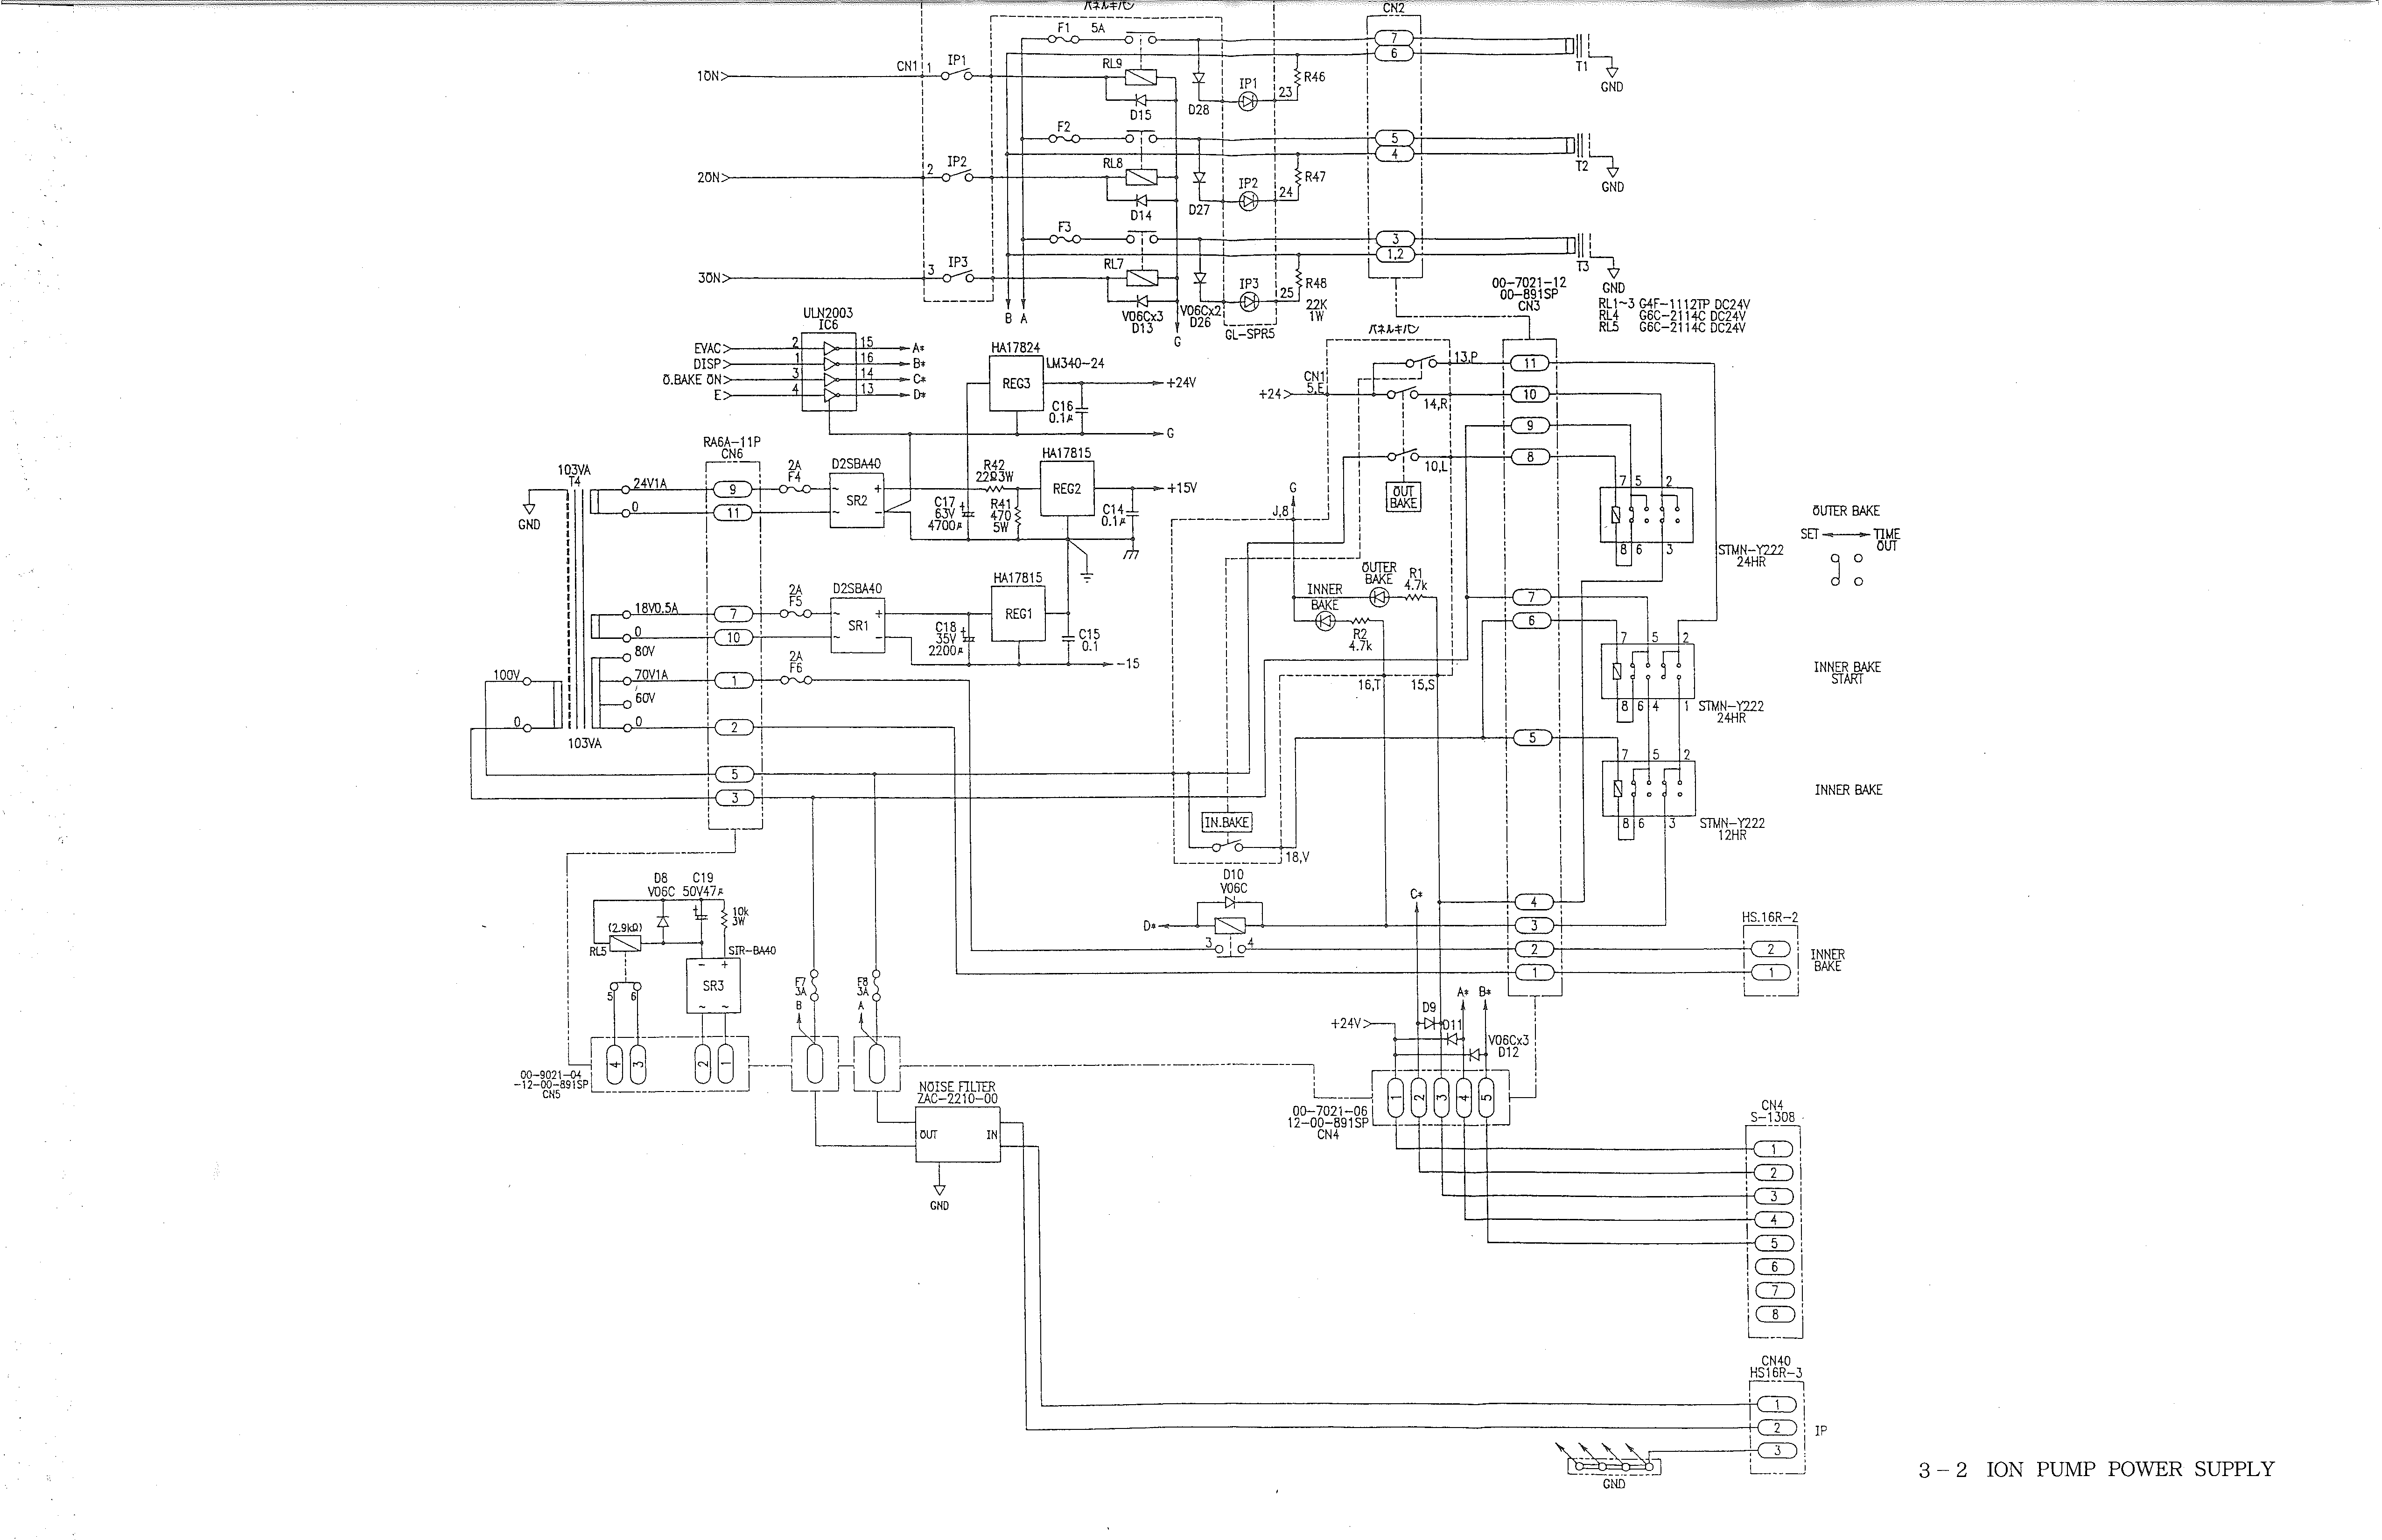 パネルキバン
CN2
F1 5A
7
6
T1
GND
1ON
CN1 1 IP1
RL9
D15
D28
IP1
23
R46
F2
5
4
T2
GND
2ON
2 IP2
RL8
D14
D27
IP2
24
R47
F3
3
1,2
T3
GND
3ON
3 IP3
RL7
V06Cx3
D13
V06Cx2
D26
IP3
25
R48
22K
1W
GL-SPR5
B A
G
00-7021-12
00-891SP
CN3
RL1~3 G4F-1112TP DC24V
RL4 G6C-2114C DC24V
RL5 G6C-2114C DC24V
ULN2003
IC6
EVAC 2 15 A*
DISP 1 16 B*
O.BAKE ON 3 14 C*
E 4 13 D*
HA17824
LM340-24
REG3
+24V
C16
0.1μ
G
パネルキバン
CN1
5,E
+24
13,P
14,R
10,L
OUT
BAKE
11
10
9
8
G
J,8
RA6A-11P
CN6
103VA
T4
24V1A
0
GND
9
11
2A
F4
D2SBA40
SR2
~ +
~ -
R42
22Ω3W
R41
470
5W
C17
63V
4700μ
HA17815
REG2
+15V
C14
0.1μ
7 5 2
8 6 3
STMN-Y222
24HR
OUTER BAKE
SET TIME
OUT
18V0.5A
0
7
10
2A
F5
D2SBA40
SR1
~ +
~ -
C18
35V
2200μ
HA17815
REG1
C15
0.1
-15
OUTER
BAKE
R1
4.7k
INNER
BAKE
R2
4.7k
16,T 15,S
7
6
7 5 2
8 6 4 1
STMN-Y222
24HR
INNER BAKE
START
80V
70V1A
60V
0
100V
0
103VA
1
2
5
3
2A
F6
5
7 5 2
8 6 3
STMN-Y222
12HR
INNER BAKE
IN.BAKE
18,V
D8
V06C
C19
50V47μ
10k
3W
(2.9kΩ)
RL5
SIR-BA40
- +
SR3
~ ~
5 6
4 3 2 1
00-9021-04
-12-00-891SP
CN5
F7
3A
B
F8
3A
A
D10
V06C
D*
3 4
C*
4
3
2
1
HS.16R-2
2
1
INNER
BAKE
A* B*
+24V
D9
D11
V06Cx3
D12
1 2 3 4 5
00-7021-06
12-00-891SP
CN4
NOISE FILTER
ZAC-2210-00
OUT IN
GND
CN4
S-1308
1
2
3
4
5
6
7
8
CN40
HS16R-3
1
2
3
IP
GND
3-2 ION PUMP POWER SUPPLY